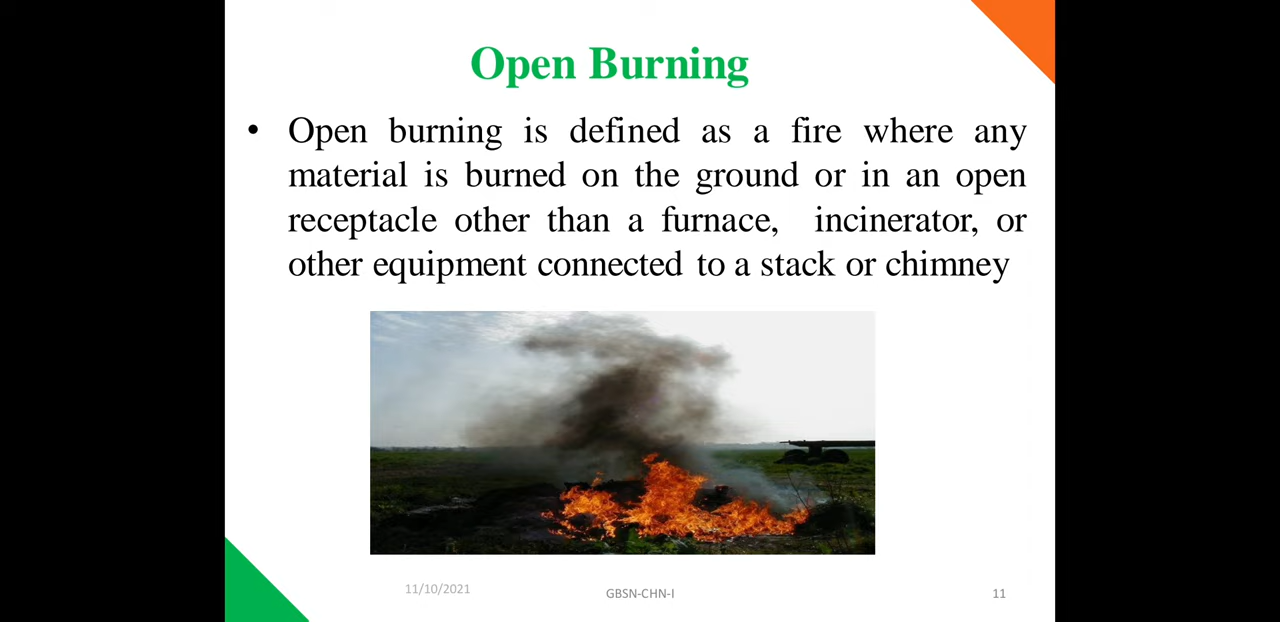 Open Burning
• Open burning is defined as a fire where any
material is burned on the ground or in an open
receptacle other than a furnace, incinerator, or
other equipment connected to a stack or chimney
11/10/2021
GBSN-CHN-I
11